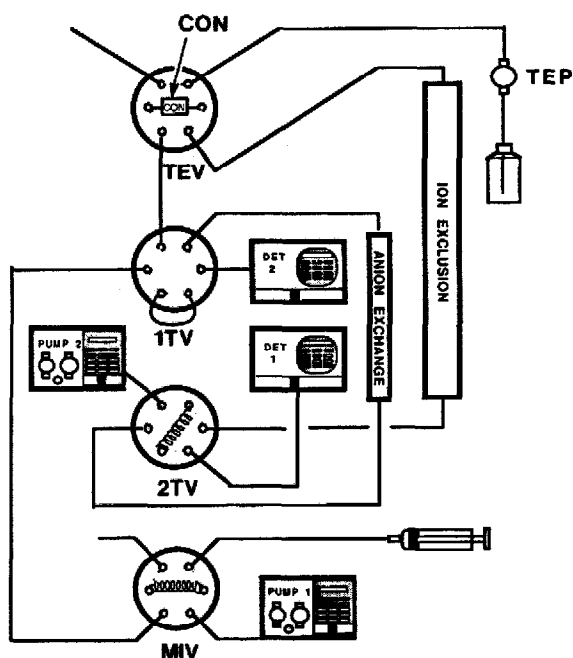 CON
CON
TEP
TEV
ION EXCLUSION
DET
2
ANION EXCHANGE
1TV
PUMP 2
DET
1
2TV
PUMP 1
MIV